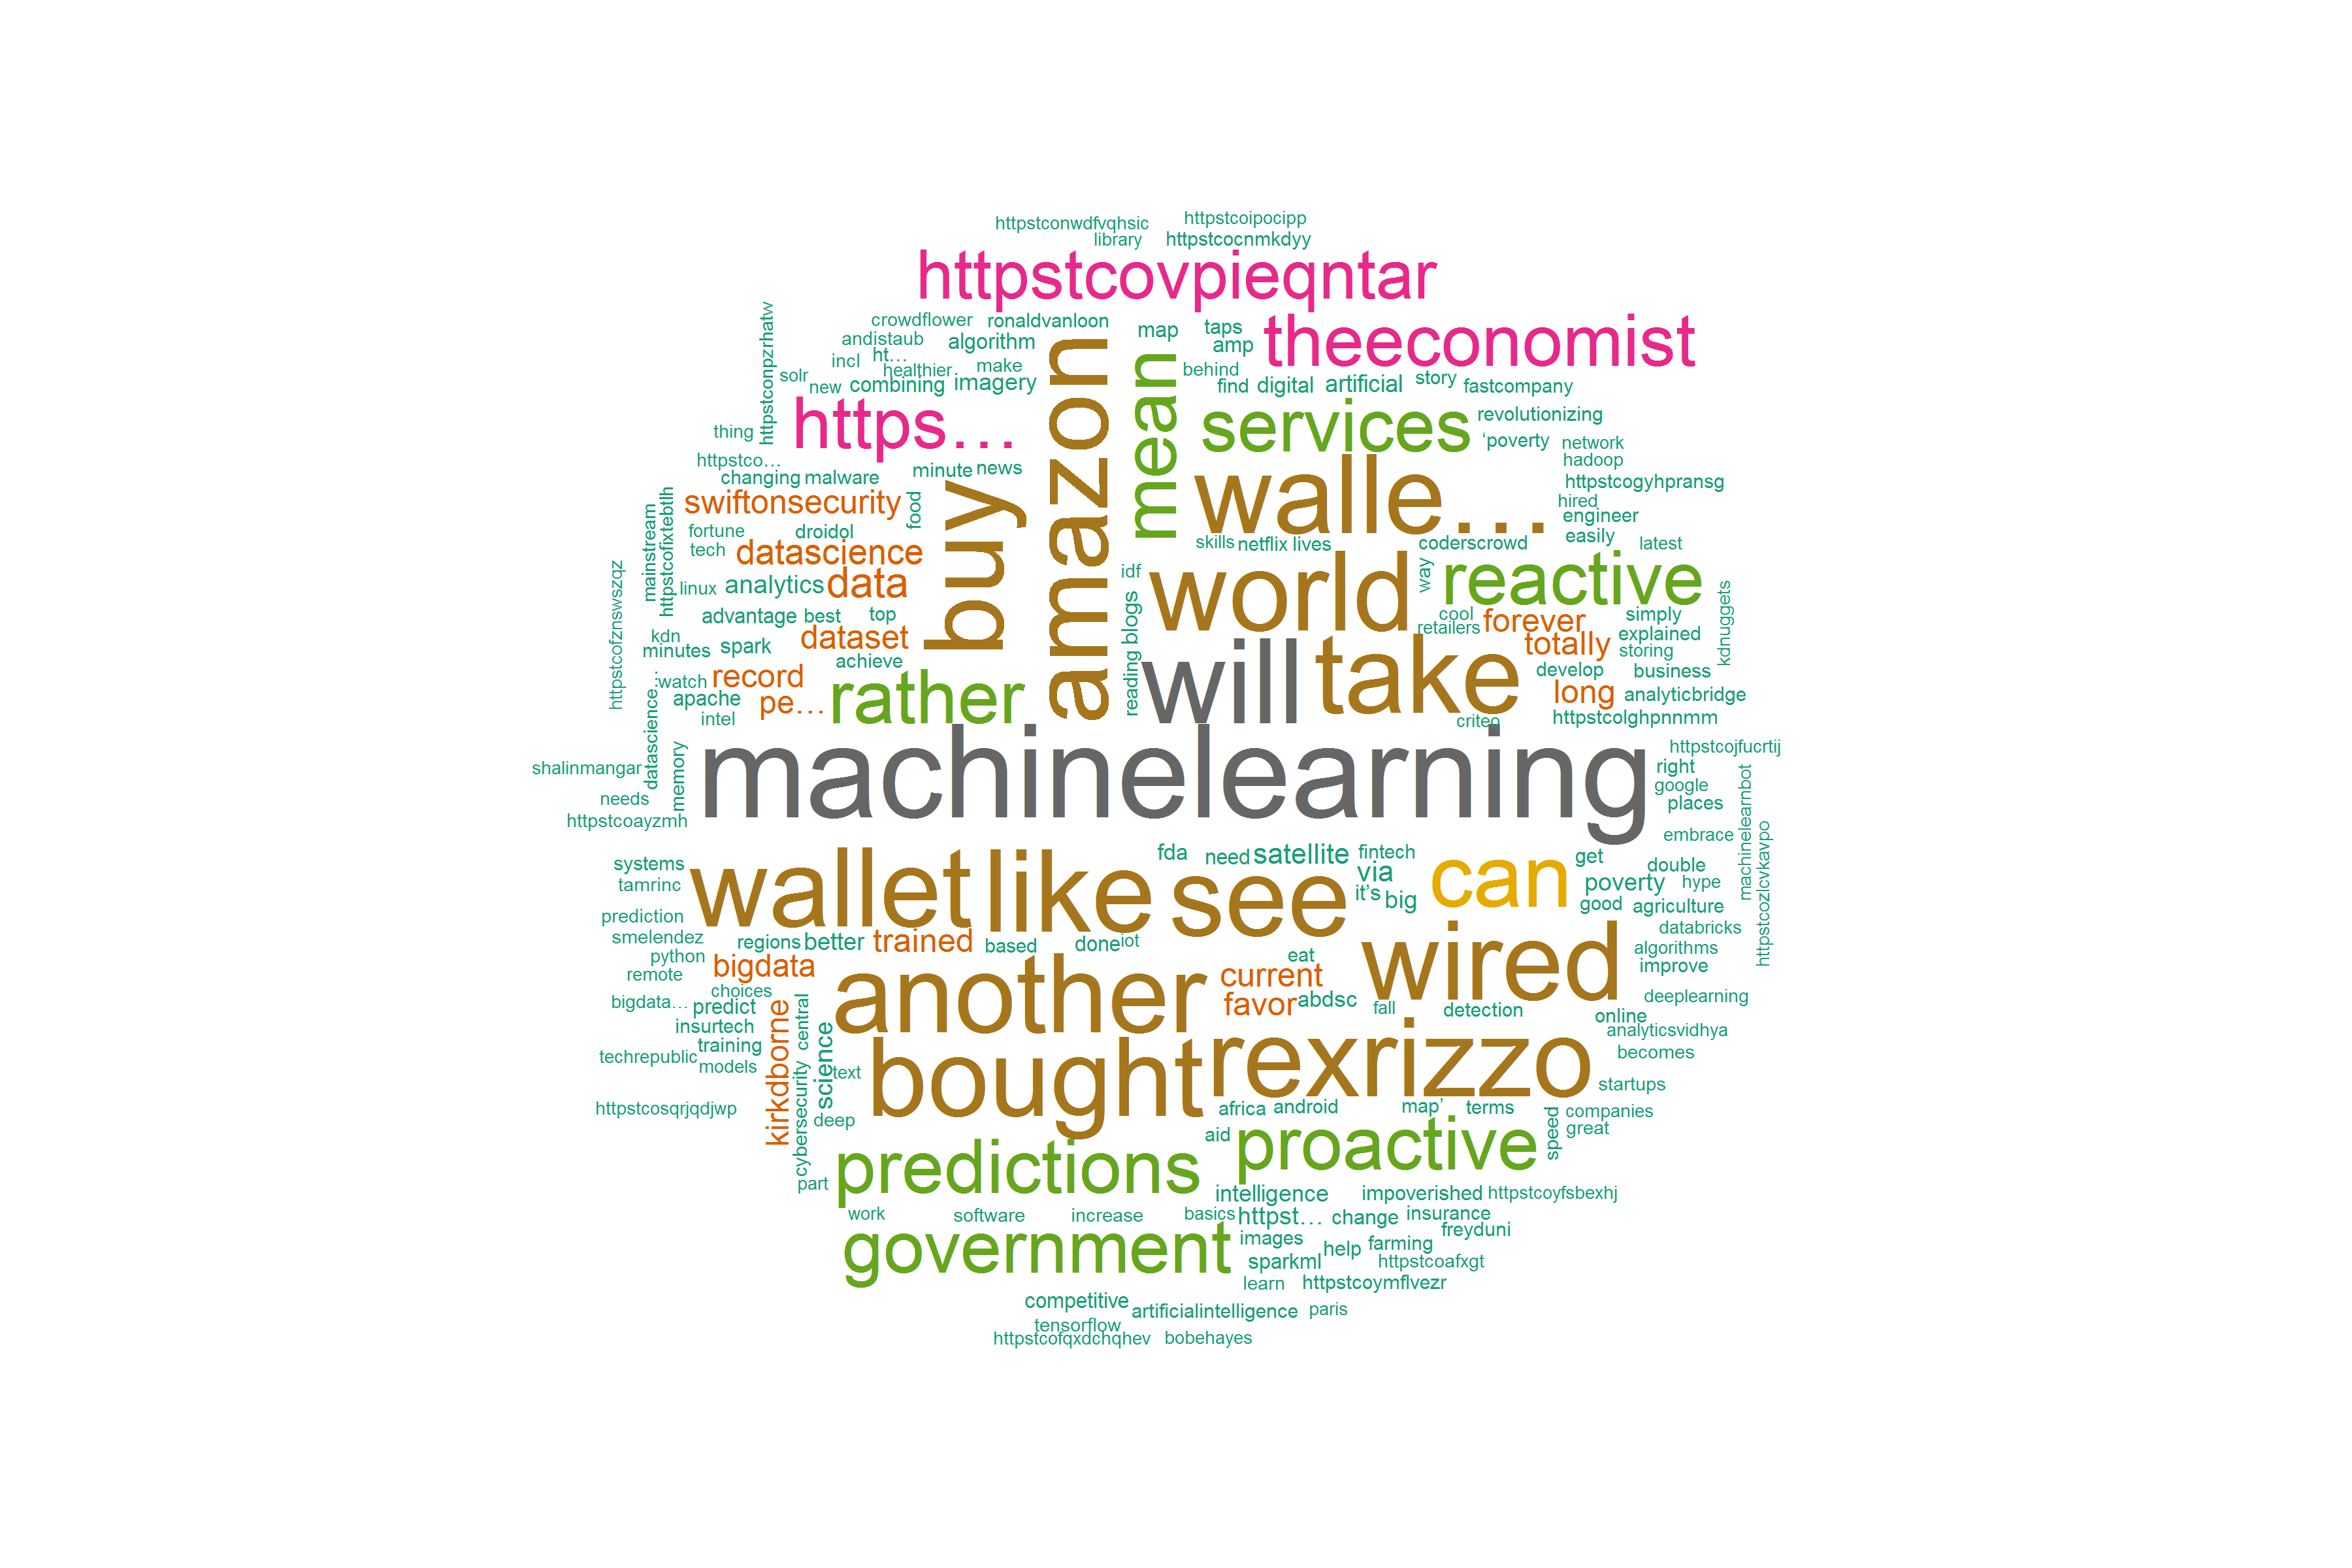 httpstconwdfvqhsic
httpstcoipocipp
library
httpstcocnmkdyy
httpstcovpieqntar
httpstconpzrhatw
crowdflower
ronaldvanloon
map
taps
theeconomist
andistaub
algorithm
amp
incl
ht…
healthier
make
behind
solr
new
combining
imagery
amazon
mean
find
digital
artificial
story
fastcompany
https…
services
revolutionizing
thing
‘poverty
network
httpstco…
hadoop
changing
malware
minute
news
walle…
httpstcogyhpransg
mainstream
httpstcofixtebtlh
swiftonsecurity
food
buy
hired
engineer
fortune
droidol
easily
tech
datascience
skills
netflix
lives
coderscrowd
latest
httpstcofznswszqz
linux
analytics
data
idf
world
way
reactive
kdnuggets
advantage
best
top
blogs
cool
forever
simply
kdn
retailers
explained
minutes
spark
dataset
totally
storing
achieve
reading
will
take
develop
business
datascience…
watch
record
rather
long
analyticbridge
apache
pe…
intel
criteo
httpstcolghpnnmm
memory
machinelearning
httpstcojfucrtij
shalinmangar
right
google
machinelearnbot
needs
places
httpstcoayzmh
embrace
httpstcozlcvkavpo
systems
wallet
like
see
fda
need
satellite
fintech
via
can
get
double
tamrinc
it’s
big
poverty
hype
good
agriculture
prediction
databricks
smelendez
regions
better
trained
based
done
iot
wired
algorithms
python
eat
remote
bigdata
another
current
improve
choices
bigdata…
predict
kirkdborne
central
favor
abdsc
fall
detection
deeplearning
online
insurtech
science
analyticsvidhya
training
bought
rexrizzo
techrepublic
models
text
becomes
cybersecurity
startups
httpstcosqrjqdjwp
deep
africa
android
map’
terms
speed
companies
great
aid
proactive
predictions
part
intelligence
impoverished
httpstcoyfsbexhj
work
software
increase
basics
httpst…
change
insurance
government
images
help
farming
freyduni
sparkml
httpstcoafxgt
learn
httpstcoymflvezr
competitive
artificialintelligence
paris
tensorflow
httpstcofqxdchqhev
bobehayes